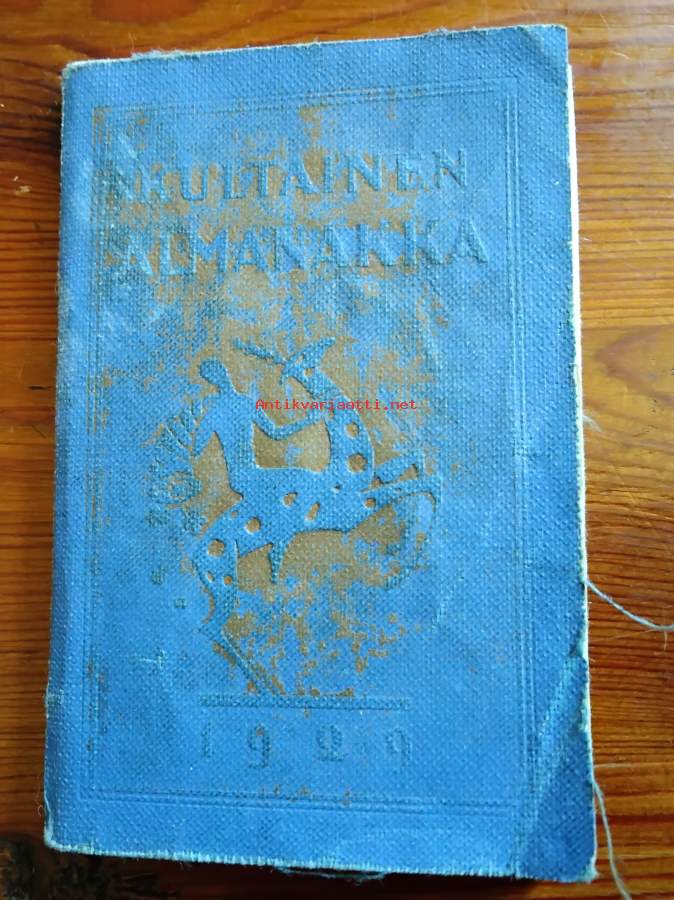 KULTAINEN
ALMANAKKA
Antikvariaatti.net
1929